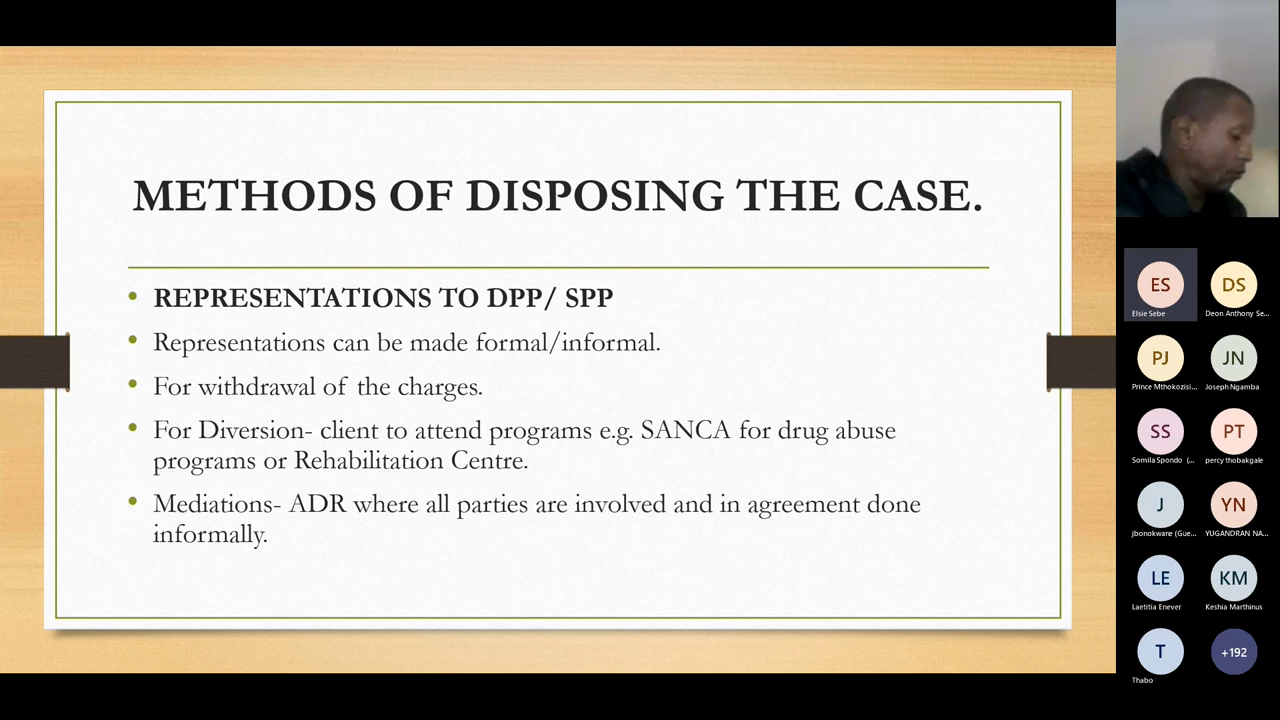 METHODS OF DISPOSING THE CASE.
• REPRESENTATIONS TO DPP/ SPP
• Representations can be made formal/informal.
• For withdrawal of the charges.
• For Diversion- client to attend programs e.g. SANCA for drug abuse
programs or Rehabilitation Centre.
• Mediations- ADR where all parties are involved and in agreement done
informally.
ES DS
Elsie Sebe Deon Anthony Se...
PJ JN
Prince Mthokozisi... Joseph Ngamba
SS PT
Somila Spondo (... percy thobakgale
J YN
jbonokwane (Gue... YUGANDRAN NA...
LE KM
Laetitia Enever Keshia Marthinus
T +192
Thabo